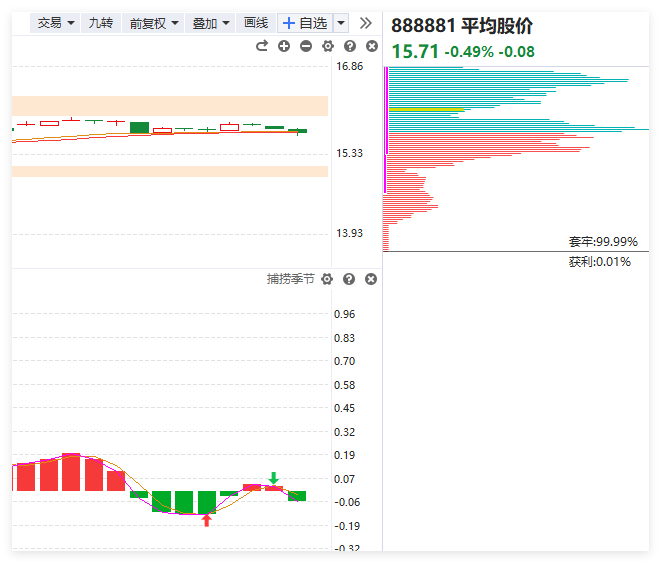 交易 九转 前复权 叠加 画线 自选
888881 平均股价
15.71 -0.49% -0.08
16.86
15.33
13.93
套牢:99.99%
获利:0.01%
捕捞季节
0.96
0.83
0.70
0.58
0.45
0.32
0.19
0.07
-0.06
-0.19
-0.32